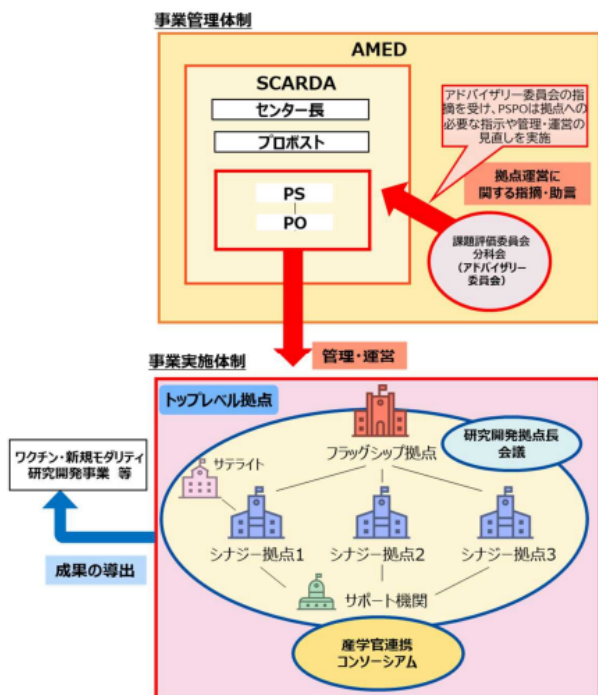 事業管理体制
AMED
SCARDA
センター長
プロボスト
PS
PO
アドバイザリー委員会の指
摘を受け、PSPOは拠点への
必要な指示や管理・運営の
見直しを実施
拠点運営に
関する指摘・助言
課題評価委員会
分科会
（アドバイザリー
委員会）
管理・運営
事業実施体制
トップレベル拠点
フラッグシップ拠点
研究開発拠点長
会議
サテライト
ワクチン・新規モダリティ
研究開発事業 等
シナジー拠点1
シナジー拠点2
シナジー拠点3
成果の導出
サポート機関
産学官連携
コンソーシアム